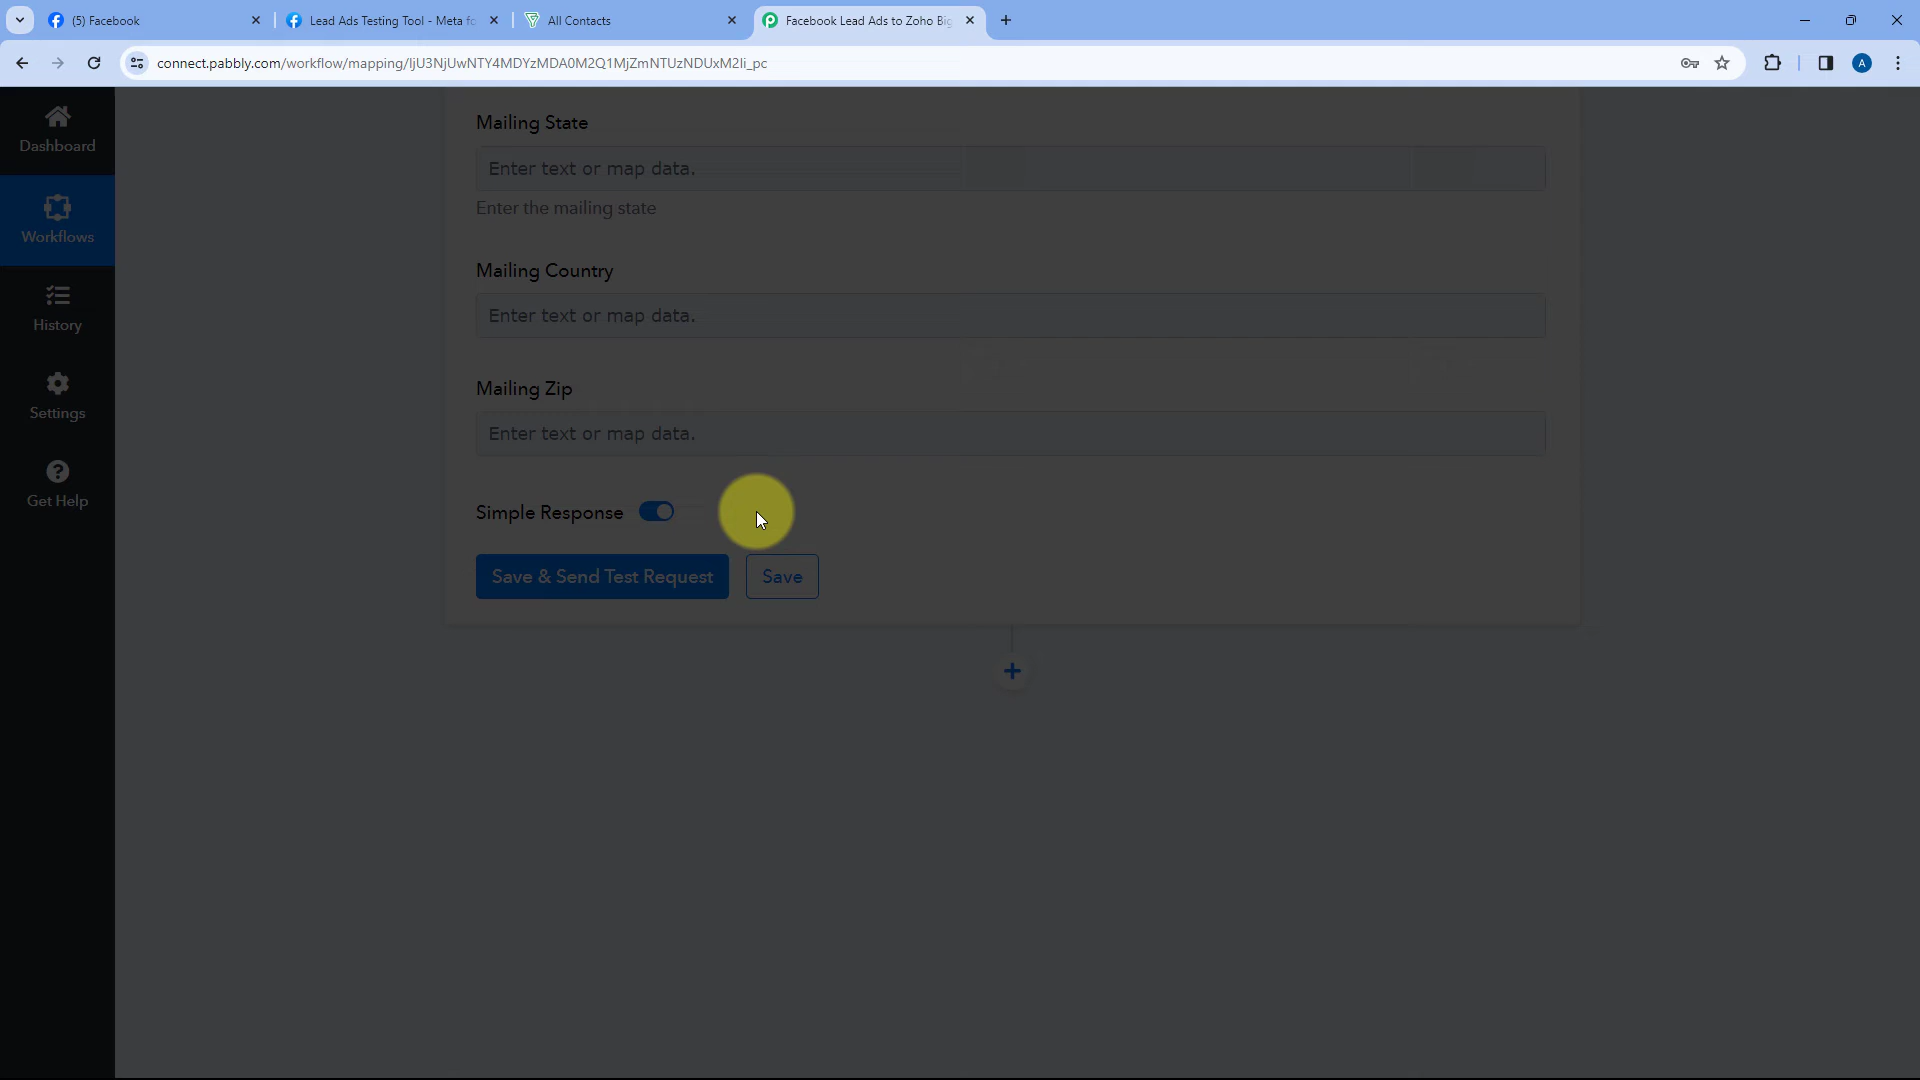 (5) Facebook
Lead Ads Testing Tool - Meta fo
All Contacts
Facebook Lead Ads to Zoho Big
connect.pabbly.com/workflow/mapping/IjU3NjUwNTY4MDYzMDA0M2Q1MjZmNTUzNDUxM2Ii_pc
A
Dashboard
Workflows
History
Settings
Get Help
Mailing State
Enter text or map data.
Enter the mailing state
Mailing Country
Enter text or map data.
Mailing Zip
Enter text or map data.
Simple Response
Save & Send Test Request
Save